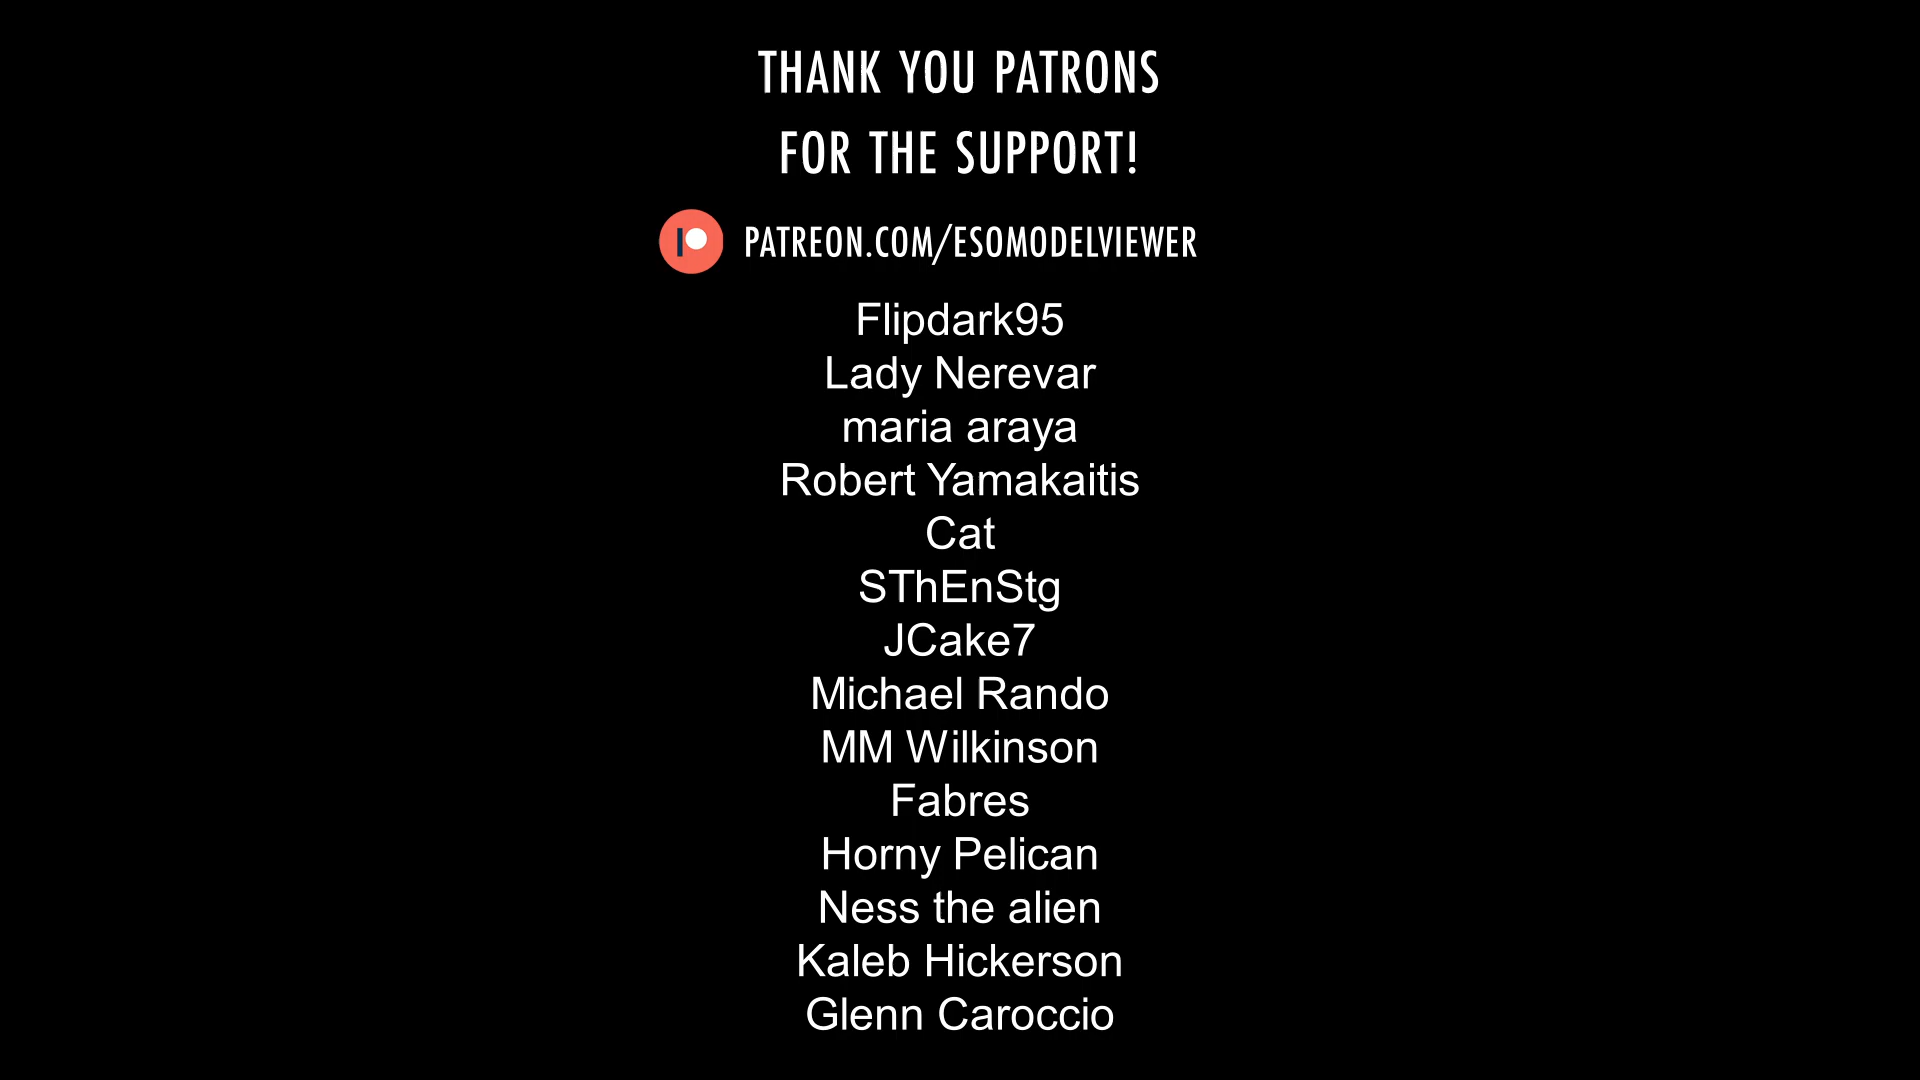 THANK YOU PATRONS
FOR THE SUPPORT!
PATREON.COM/ESOMODELVIEWER
Flipdark95
Lady Nerevar
maria araya
Robert Yamakaitis
Cat
SThEnStg
JCake7
Michael Rando
MM Wilkinson
Fabres
Horny Pelican
Ness the alien
Kaleb Hickerson
Glenn Caroccio